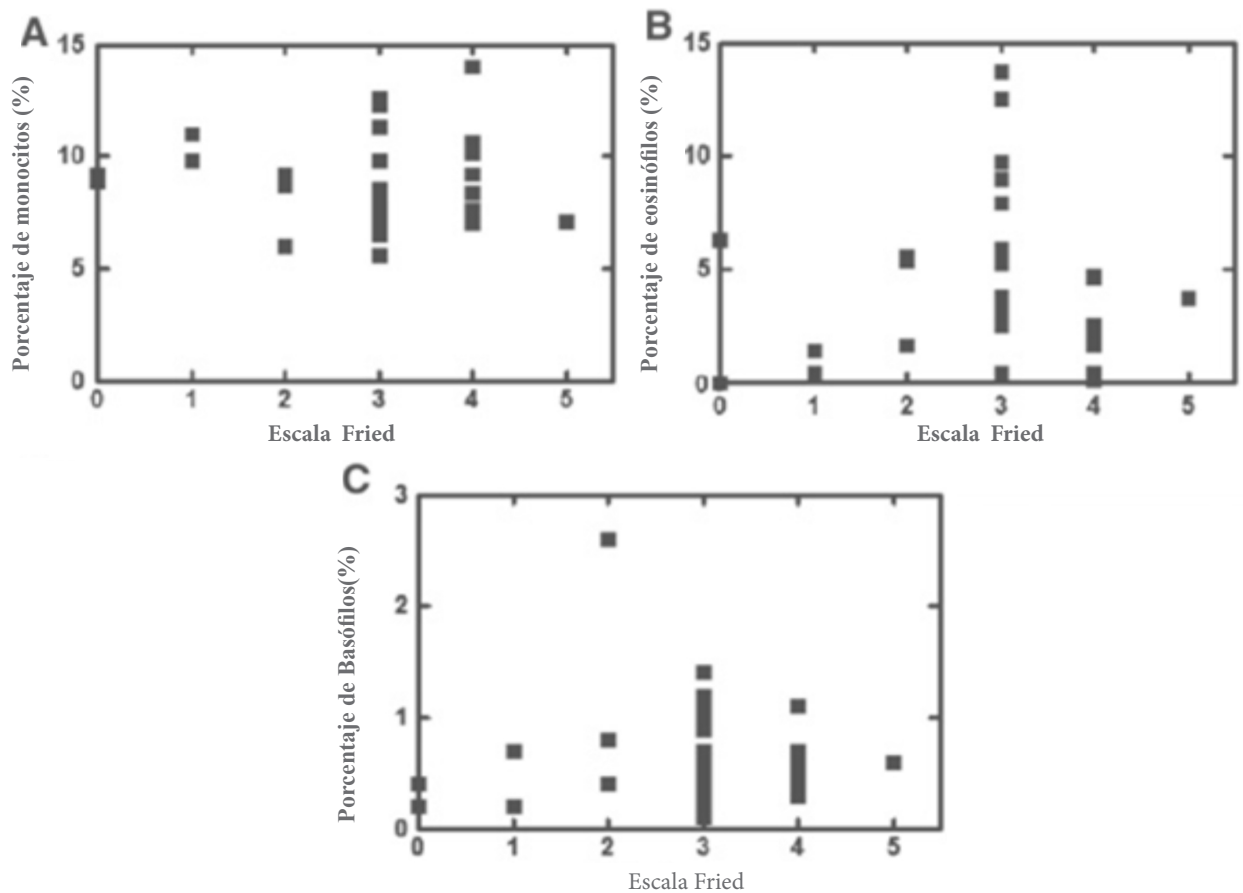 A
Porcentaje de monocitos (%)
15
10
5
0
0 1 2 3 4 5
Escala Fried
B
Porcentaje de eosinófilos (%)
15
10
5
0
0 1 2 3 4 5
Escala Fried
C
Porcentaje de Basófilos(%)
3
2
1
0
0 1 2 3 4 5
Escala Fried